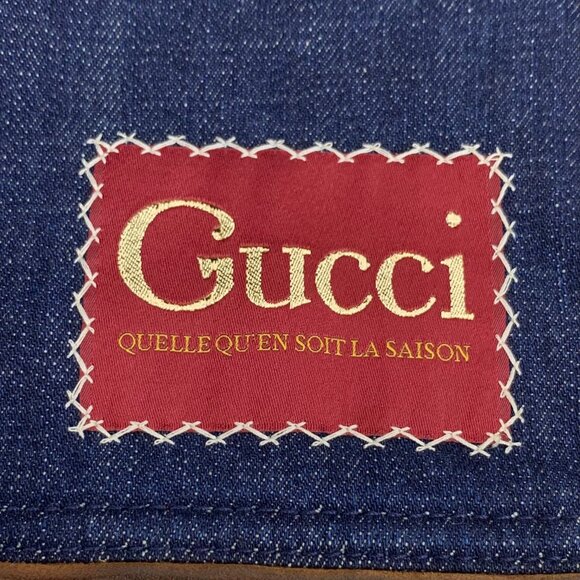 Gucci
QUELLE QU'EN SOIT LA SAISON